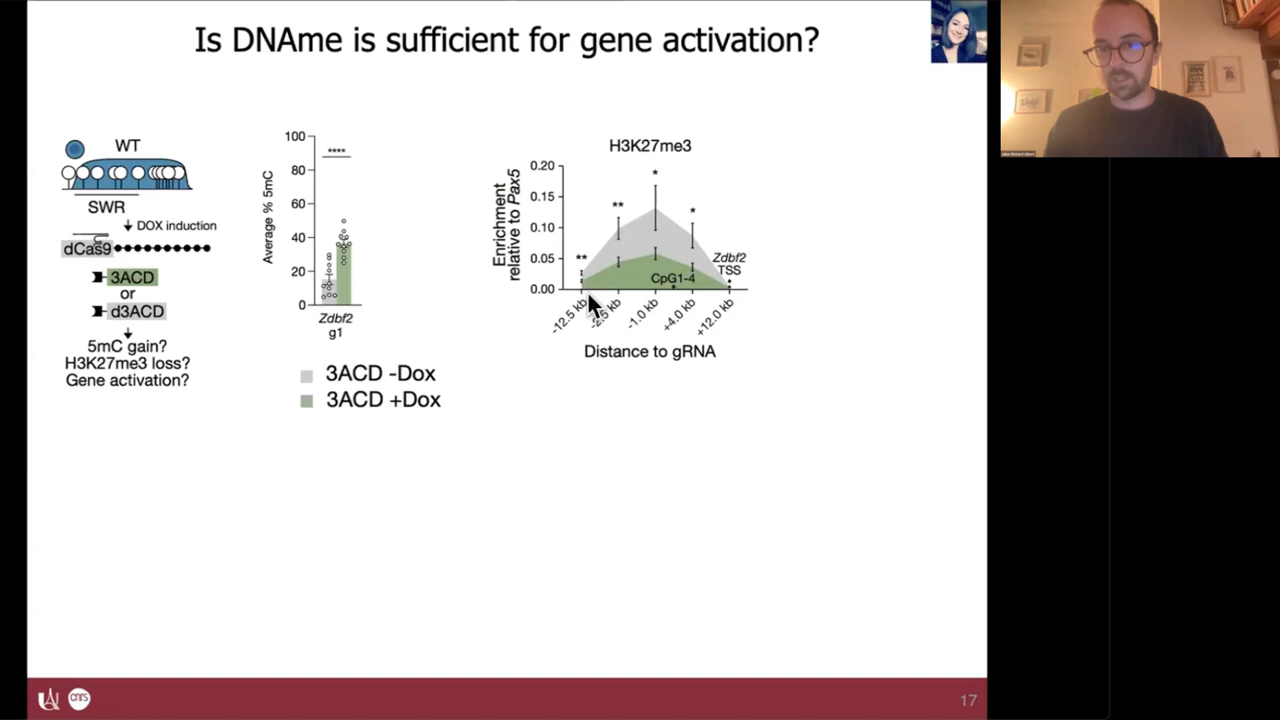 Is DNAme is sufficient for gene activation?
WT
SWR
DOX induction
dCas9
3ACD
or
d3ACD
5mC gain?
H3K27me3 loss?
Gene activation?
Average % 5mC
100
80
60
40
20
0
****
Zdbf2
g1
3ACD -Dox
3ACD +Dox
H3K27me3
Enrichment
relative to Pax5
0.20
0.15
0.10
0.05
0.00
**
**
*
*
Zdbf2
TSS
CpG1-4
-12.5 kb
-1.0 kb
+4.0 kb
+12.0 kb
Distance to gRNA
cnrs
17